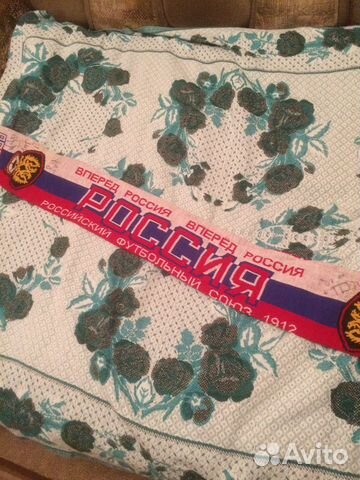 ВПЕРЕД РОССИЯ ВПЕРЕД РОССИЯ
РОССИЯ
РОССИЙСКИЙ ФУТБОЛЬНЫЙ СОЮЗ 1912
Avito